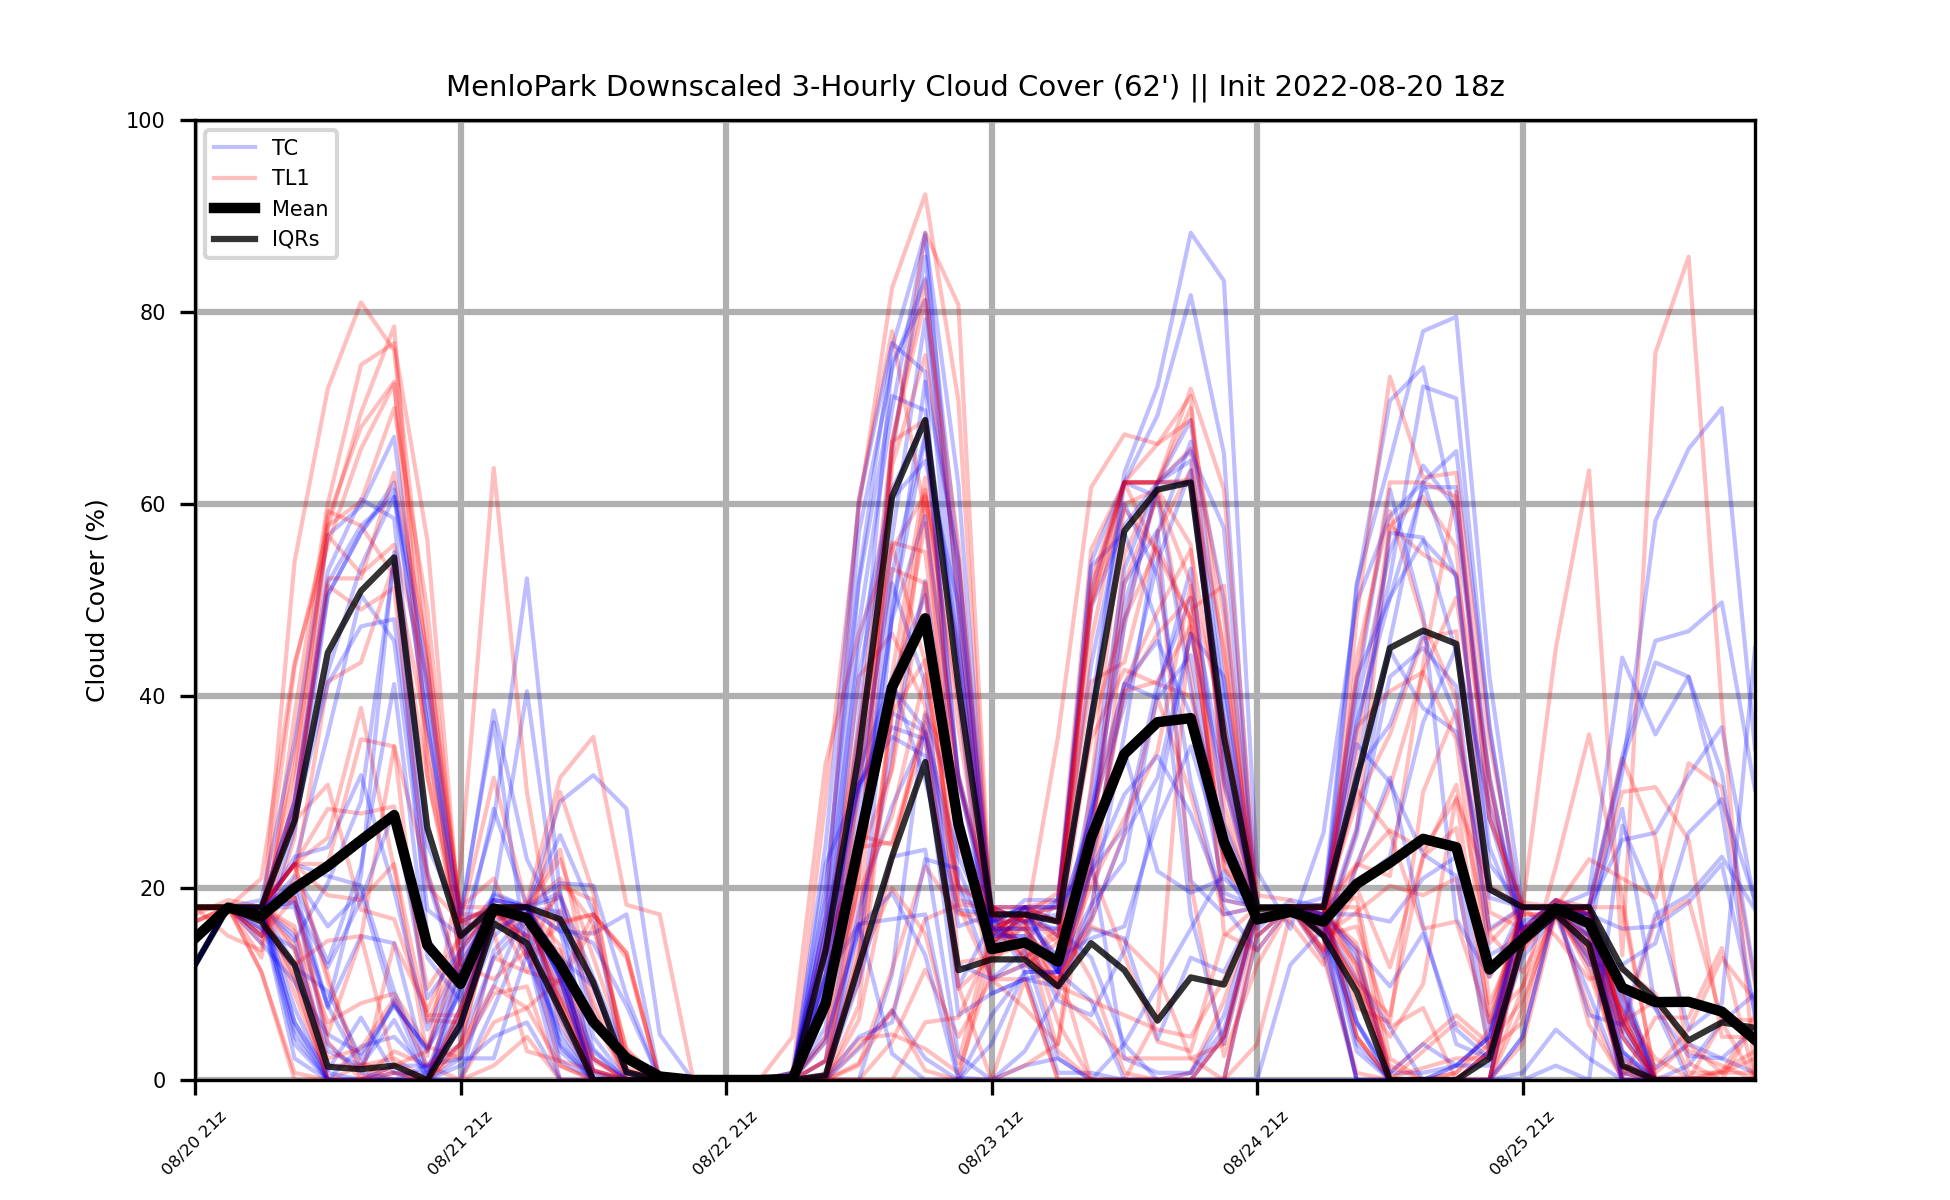 MenloPark Downscaled 3-Hourly Cloud Cover (62') || Init 2022-08-20 18z
100
80
60
40
20
0
Cloud Cover (%)
TC
TL1
Mean
IQRs
08/20 21z
08/21 21z
08/22 21z
08/23 21z
08/24 21z
08/25 21z